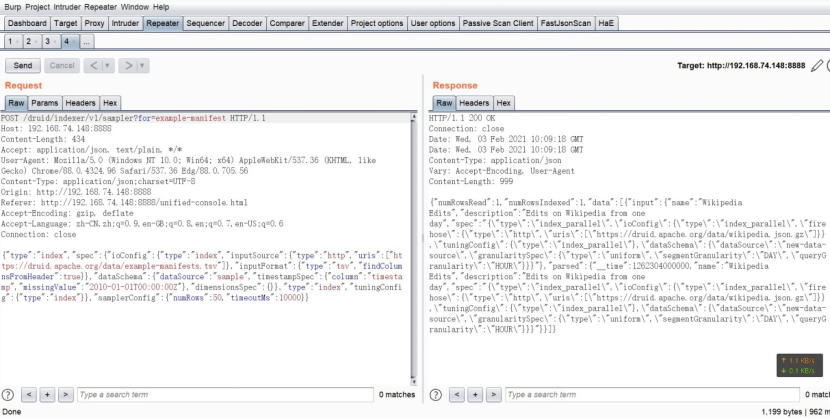 Burp Project Intruder Repeater Window Help
Dashboard Target Proxy Intruder Repeater Sequencer Decoder Comparer Extender Project options User options Passive Scan Client FastJsonScan HaE
1 2 3 4 ...
Send Cancel < > Target: http://192.168.74.148:8888
Request
Raw Params Headers Hex
POST /druid/indexer/v1/sampler?for=example-manifest HTTP/1.1
Host: 192.168.74.148:8888
Content-Length: 434
Accept: application/json, text/plain, */*
User-Agent: Mozilla/5.0 (Windows NT 10.0; Win64; x64) AppleWebKit/537.36 (KHTML, like
Gecko) Chrome/88.0.4324.96 Safari/537.36 Edg/88.0.705.56
Content-Type: application/json;charset=UTF-8
Origin: http://192.168.74.148:8888
Referer: http://192.168.74.148:8888/unified-console.html
Accept-Encoding: gzip, deflate
Accept-Language: zh-CN,zh;q=0.9,en-GB;q=0.8,en;q=0.7,en-US;q=0.6
Connection: close
{"type":"index","spec":{"ioConfig":{"type":"index","inputSource":{"type":"http","uris":["ht
tps://druid.apache.org/data/example-manifests.tsv"]},"inputFormat":{"type":"tsv","findColum
nsFromHeader":true}},"dataSchema":{"dataSource":"sample","timestampSpec":{"column":"timesta
mp","missingValue":"2010-01-01T00:00:00Z"},"dimensionsSpec":{}},"type":"index","tuningConfi
g":{"type":"index"}},"samplerConfig":{"numRows":50,"timeoutMs":10000}}
Response
Raw Headers Hex
HTTP/1.1 200 OK
Connection: close
Date: Wed, 03 Feb 2021 10:09:18 GMT
Date: Wed, 03 Feb 2021 10:09:18 GMT
Content-Type: application/json
Vary: Accept-Encoding, User-Agent
Content-Length: 999
{"numRowsRead":1,"numRowsIndexed":1,"data":[{"input":{"name":"Wikipedia
Edits","description":"Edits on Wikipedia from one
day","spec":"{\"type\":\"index_parallel\",\"ioConfig\":{\"type\":\"index_parallel\",\"fire
hose\":{\"type\":\"http\",\"uris\":[\"https://druid.apache.org/data/wikipedia.json.gz\"]}}
,\"tuningConfig\":{\"type\":\"index_parallel\"},\"dataSchema\":{\"dataSource\":\"new-data-
source\",\"granularitySpec\":{\"type\":\"uniform\",\"segmentGranularity\":\"DAY\",\"queryG
ranularity\":\"HOUR\"}}}"},"parsed":{"__time":1262304000000,"name":"Wikipedia
Edits","description":"Edits on Wikipedia from one
day","spec":"{\"type\":\"index_parallel\",\"ioConfig\":{\"type\":\"index_parallel\",\"fire
hose\":{\"type\":\"http\",\"uris\":[\"https://druid.apache.org/data/wikipedia.json.gz\"]}}
,\"tuningConfig\":{\"type\":\"index_parallel\"},\"dataSchema\":{\"dataSource\":\"new-data-
source\",\"granularitySpec\":{\"type\":\"uniform\",\"segmentGranularity\":\"DAY\",\"queryG
ranularity\":\"HOUR\"}}}"}}]}
↑ 1.1 KB/s
↓ 0.1 KB/s
? < + > Type a search term 0 matches
? < + > Type a search term 0 match
Done 1,199 bytes | 962 m